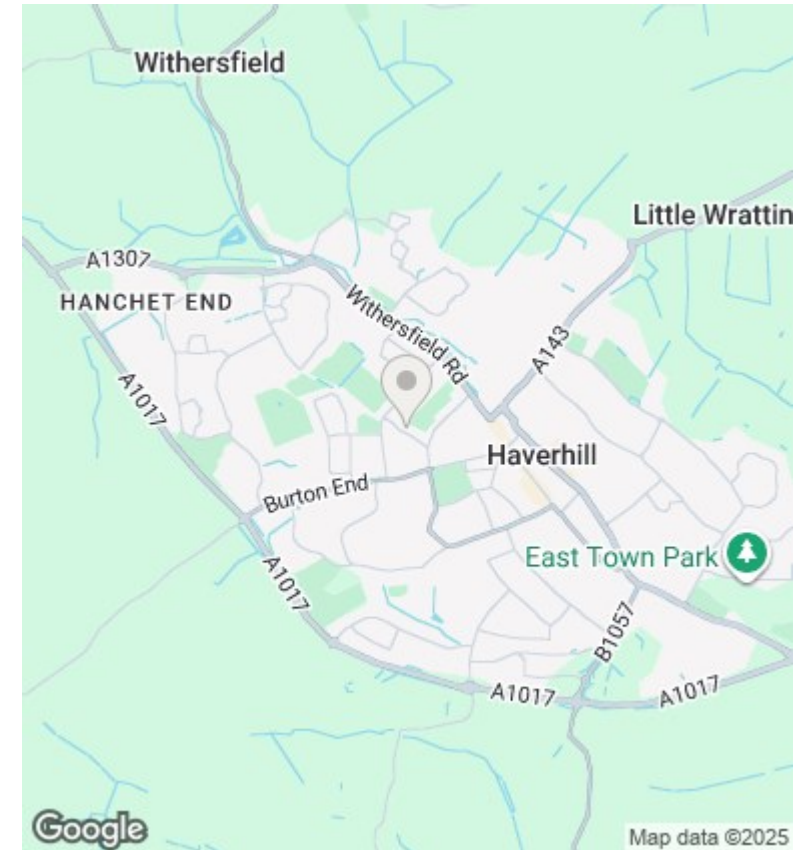 Withersfield
Little Wrattin
A1307
HANCHET END
Withersfield Rd
A143
A1017
Haverhill
Burton End
East Town Park
A1017
B1057
A1017
A1017
Google
Map data ©2025